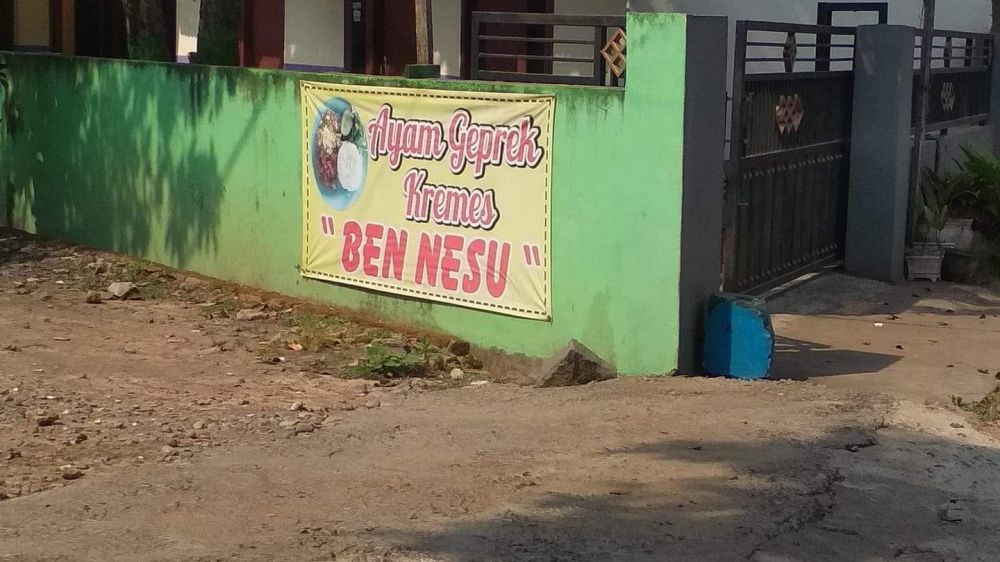 Ayam Geprek
Kremes
" BEN NESU "